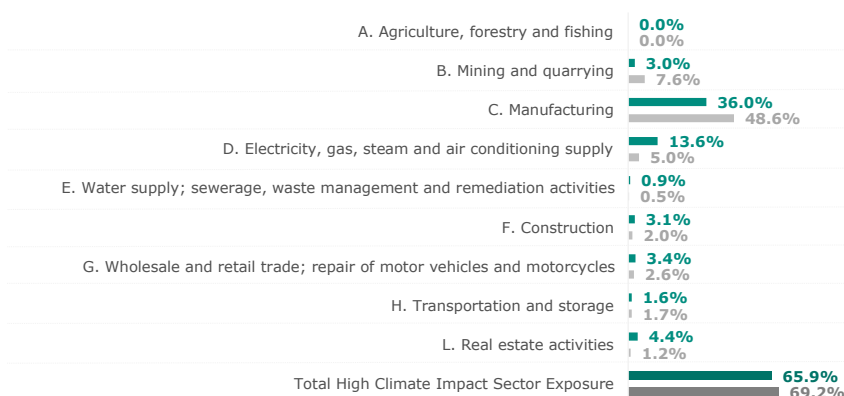 A. Agriculture, forestry and fishing
0.0%
0.0%
B. Mining and quarrying
3.0%
7.6%
C. Manufacturing
36.0%
48.6%
D. Electricity, gas, steam and air conditioning supply
13.6%
5.0%
E. Water supply; sewerage, waste management and remediation activities
0.9%
0.5%
F. Construction
3.1%
2.0%
G. Wholesale and retail trade; repair of motor vehicles and motorcycles
3.4%
2.6%
H. Transportation and storage
1.6%
1.7%
L. Real estate activities
4.4%
1.2%
Total High Climate Impact Sector Exposure
65.9%
69.2%